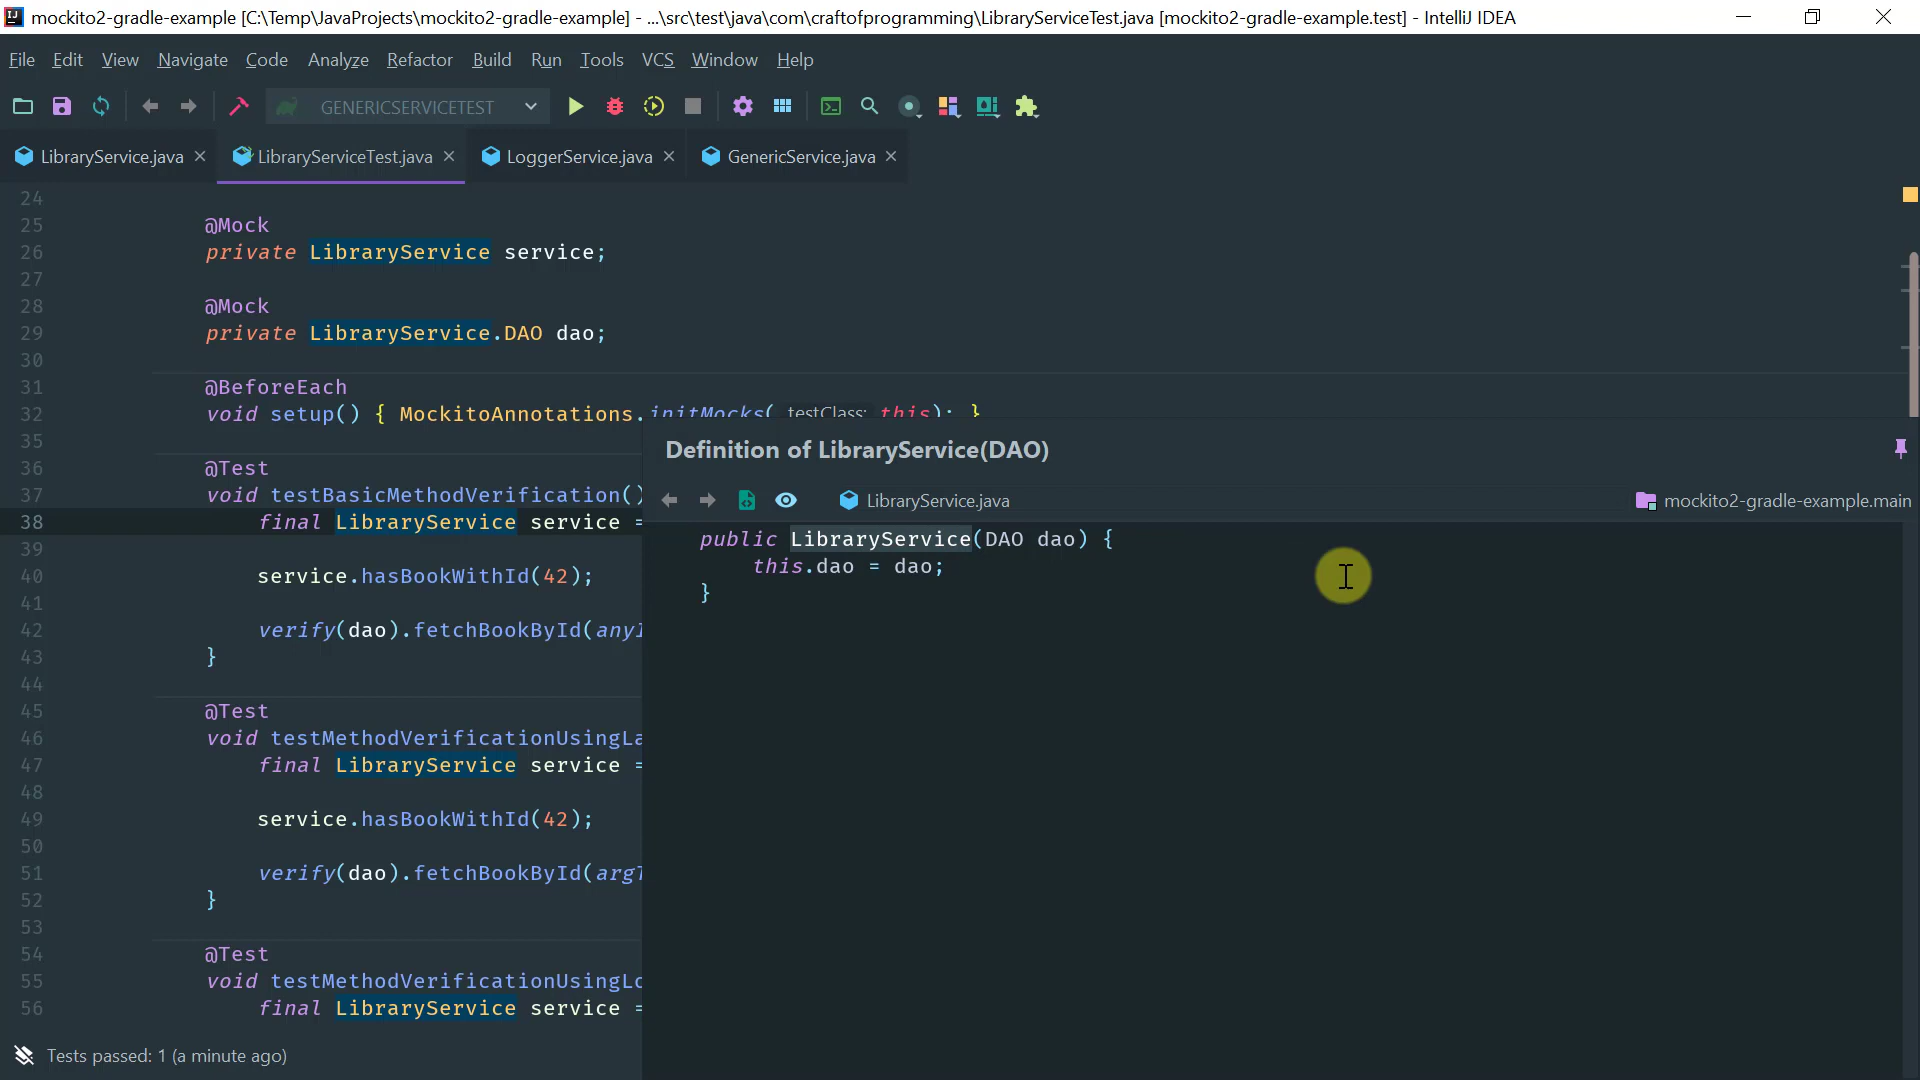 mockito2-gradle-example [C:\Temp\JavaProjects\mockito2-gradle-example] - ...\src\test\java\com\craftofprogramming\LibraryServiceTest.java [mockito2-gradle-example.test] - IntelliJ IDEA
File Edit View Navigate Code Analyze Refactor Build Run Tools VCS Window Help
GENERICSERVICETEST
LibraryService.java LibraryServiceTest.java LoggerService.java GenericService.java
24
25 @Mock
26 private LibraryService service;
27
28 @Mock
29 private LibraryService.DAO dao;
30
31 @BeforeEach
32 void setup() { MockitoAnnotations.initMocks( testClass: this); }
35
36 @Test
37 void testBasicMethodVerification()
38 final LibraryService service =
39
40 service.hasBookWithId(42);
41
42 verify(dao).fetchBookById(anyI
43 }
44
45 @Test
46 void testMethodVerificationUsingLa
47 final LibraryService service =
48
49 service.hasBookWithId(42);
50
51 verify(dao).fetchBookById(argT
52 }
53
54 @Test
55 void testMethodVerificationUsingLo
56 final LibraryService service =
Definition of LibraryService(DAO)
LibraryService.java mockito2-gradle-example.main
public LibraryService(DAO dao) {
this.dao = dao;
}
Tests passed: 1 (a minute ago)